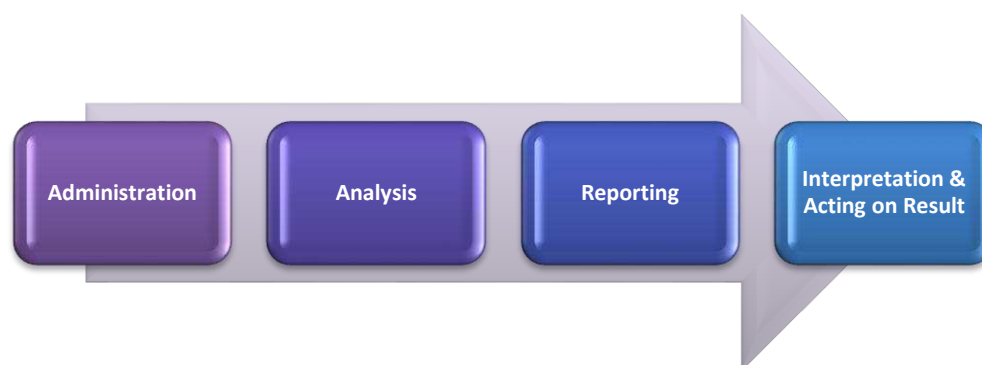 Administration
Analysis
Reporting
Interpretation &
Acting on Result